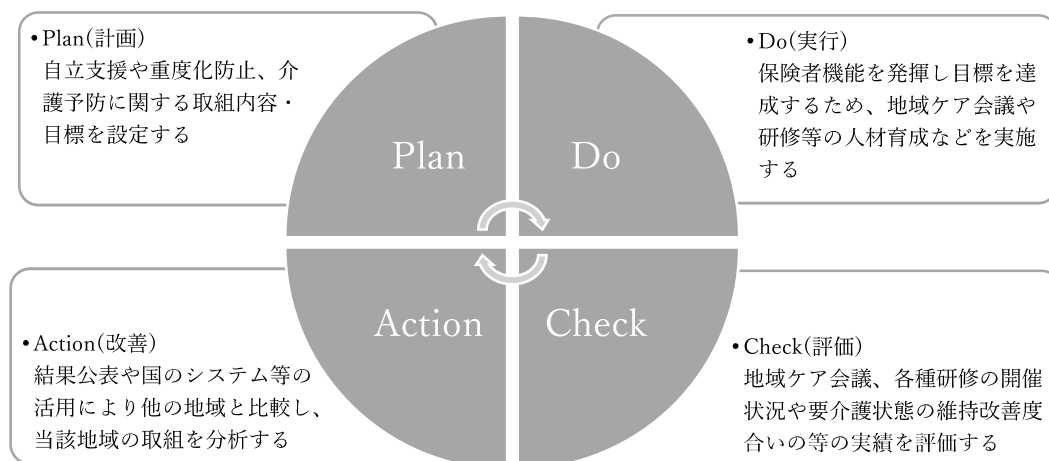 •Plan(計画)
自立支援や重度化防止、介
護予防に関する取組内容・
目標を設定する
•Do(実行)
保険者機能を発揮し目標を達
成するため、地域ケア会議や
研修等の人材育成などを実施
する
Plan
Do
Action
Check
•Action(改善)
結果公表や国のシステム等の
活用により他の地域と比較し、
当該地域の取組を分析する
•Check(評価)
地域ケア会議、各種研修の開催
状況や要介護状態の維持改善度
合いの等の実績を評価する